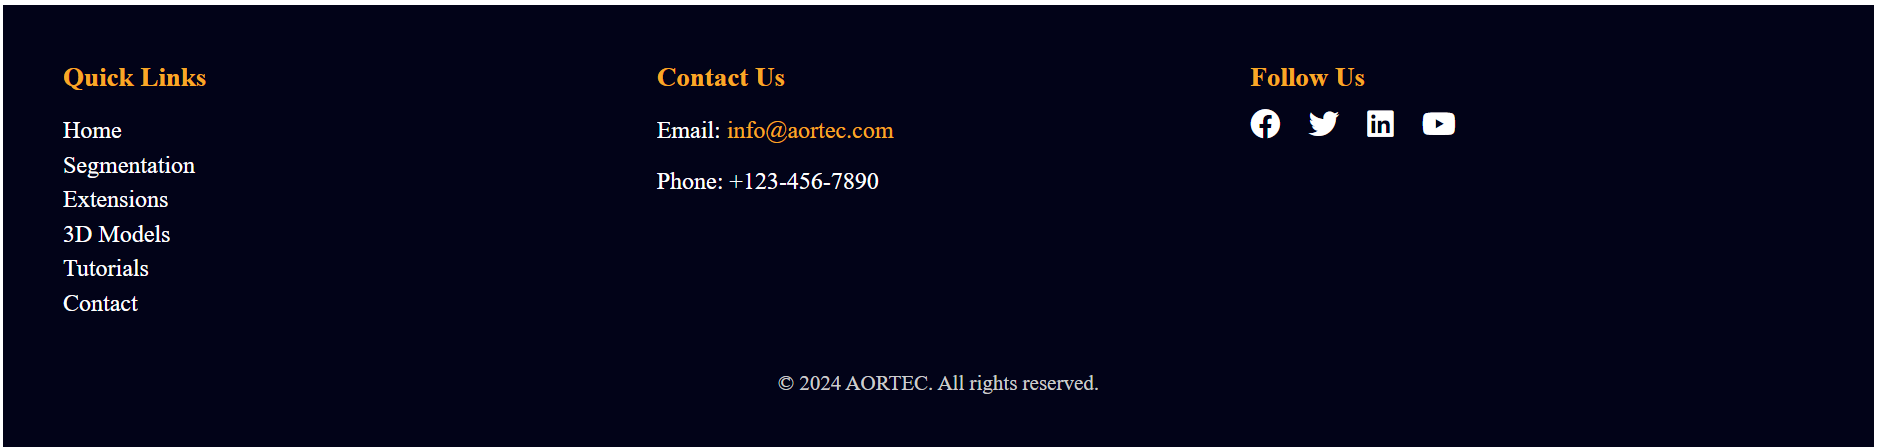 Quick Links
Home
Segmentation
Extensions
3D Models
Tutorials
Contact
Contact Us
Email: info@aortec.com
Phone: +123-456-7890
Follow Us
© 2024 AORTEC. All rights reserved.